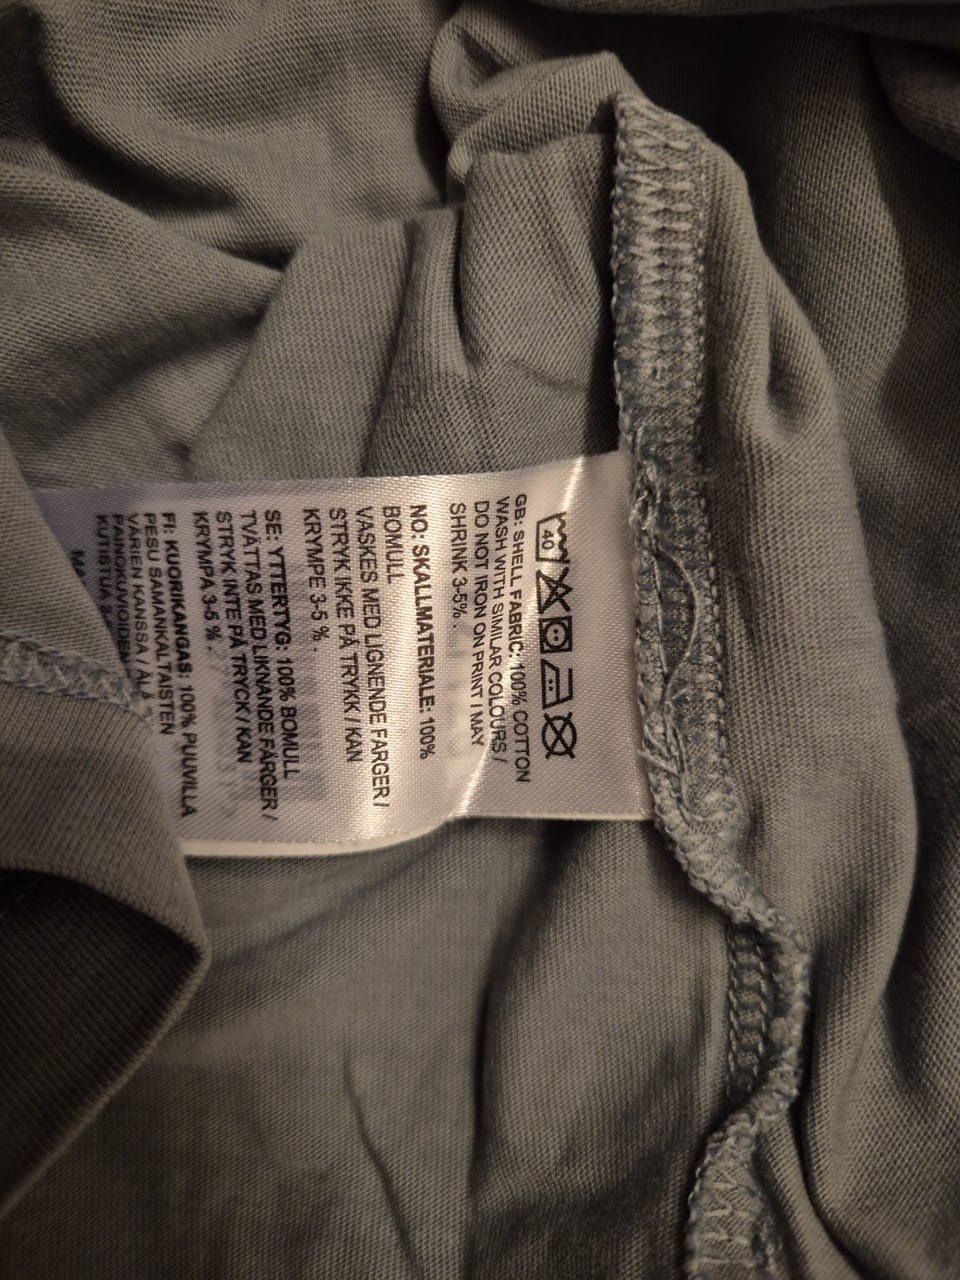 40
GB: SHELL FABRIC: 100% COTTON
WASH WITH SIMILAR COLOURS /
DO NOT IRON ON PRINT / MAY
SHRINK 3-5% .
NO: SKALLMATERIALE: 100%
BOMULL
VASKES MED LIGNENDE FARGER /
STRYK IKKE PÅ TRYKK / KAN
KRYMPE 3-5 % .
SE: YTTERTYG: 100% BOMULL
TVÄTTAS MED LIKNANDE FÄRGER /
STRYK INTE PÅ TRYCK / KAN
KRYMPA 3-5 % .
FI: KUORIKANGAS: 100% PUUVILLA
PESU SAMANKALTAISTEN
VÄRIEN KANSSA / ÄLÄ
KUTISTUA